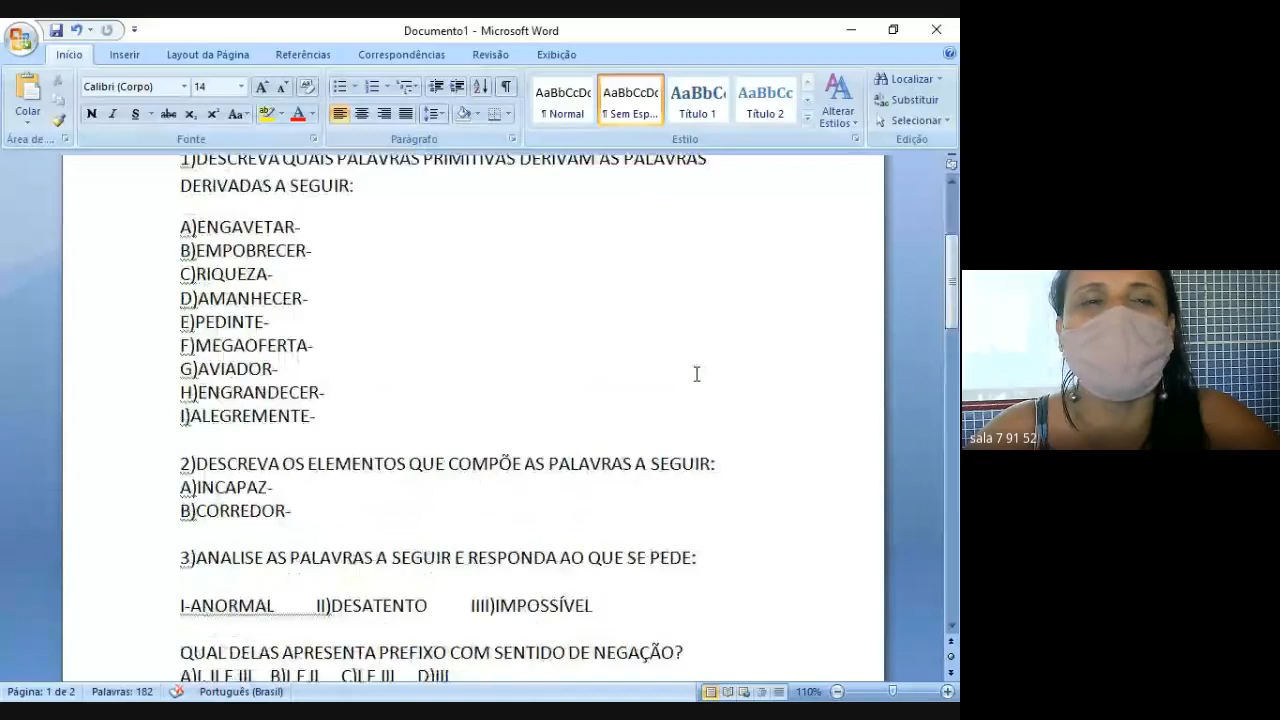 Documento1 - Microsoft Word
Início Inserir Layout da Página Referências Correspondências Revisão Exibição
Colar
Calibri (Corpo) 14
AaBbCcDc AaBbCcDc AaBbC AaBbCc
¶ Normal ¶ Sem Esp... Título 1 Título 2
Alterar Estilos
Localizar
Substituir
Selecionar
Área de... Fonte Parágrafo Estilo Edição
1)DESCREVA QUAIS PALAVRAS PRIMITIVAS DERIVAM AS PALAVRAS
DERIVADAS A SEGUIR:
A)ENGAVETAR-
B)EMPOBRECER-
C)RIQUEZA-
D)AMANHECER-
E)PEDINTE-
F)MEGAOFERTA-
G)AVIADOR-
H)ENGRANDECER-
I)ALEGREMENTE-
2)DESCREVA OS ELEMENTOS QUE COMPÕE AS PALAVRAS A SEGUIR:
A)INCAPAZ-
B)CORREDOR-
3)ANALISE AS PALAVRAS A SEGUIR E RESPONDA AO QUE SE PEDE:
I-ANORMAL II)DESATENTO IIII)IMPOSSÍVEL
QUAL DELAS APRESENTA PREFIXO COM SENTIDO DE NEGAÇÃO?
A)I, II E III B)I E II C)I E III D)III
Página: 1 de 2 Palavras: 182 Português (Brasil) 110%
sala 7 91 52